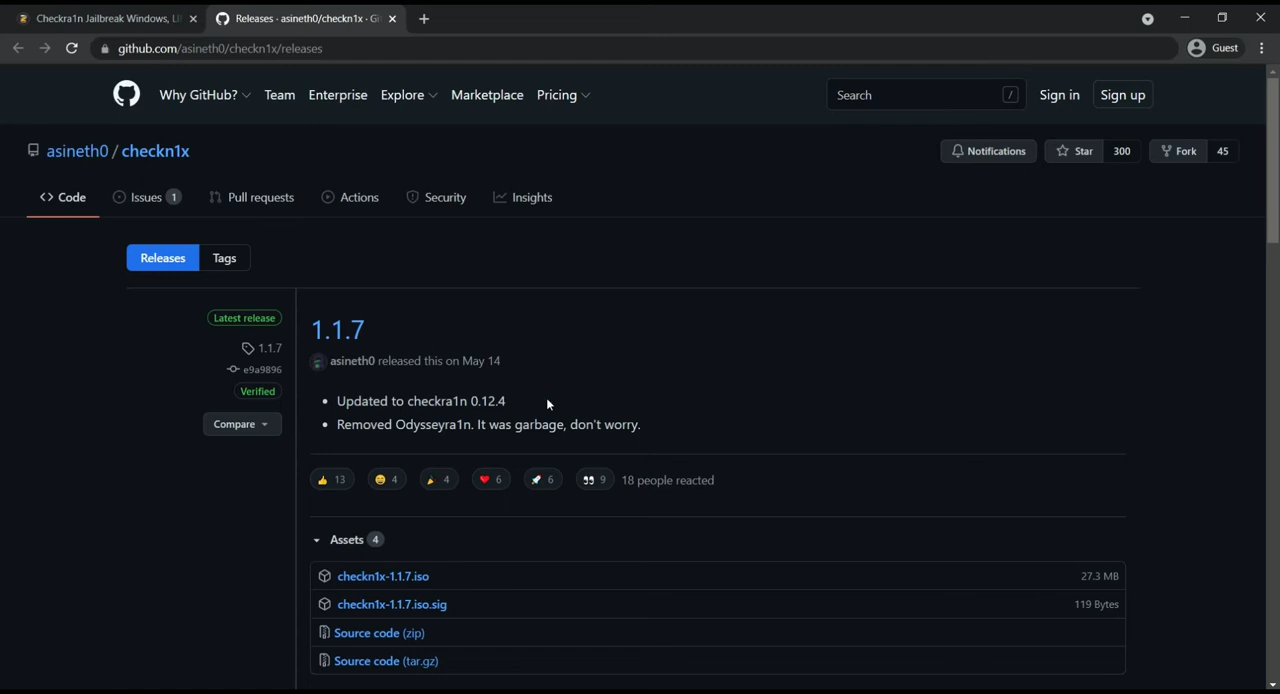 Checkra1n Jailbreak Windows, Li
Releases · asineth0/checkn1x · Gi
github.com/asineth0/checkn1x/releases
Guest
Why GitHub?
Team
Enterprise
Explore
Marketplace
Pricing
Search
/
Sign in
Sign up
asineth0 / checkn1x
Notifications
Star 300
Fork 45
Code
Issues 1
Pull requests
Actions
Security
Insights
Releases
Tags
Latest release
1.1.7
e9a9896
Verified
Compare
1.1.7
asineth0 released this on May 14
• Updated to checkra1n 0.12.4
• Removed Odysseyra1n. It was garbage, don't worry.
👍 13 😄 4 🎉 4 ❤️ 6 🚀 6 👀 9 18 people reacted
Assets 4
checkn1x-1.1.7.iso 27.3 MB
checkn1x-1.1.7.iso.sig 119 Bytes
Source code (zip)
Source code (tar.gz)